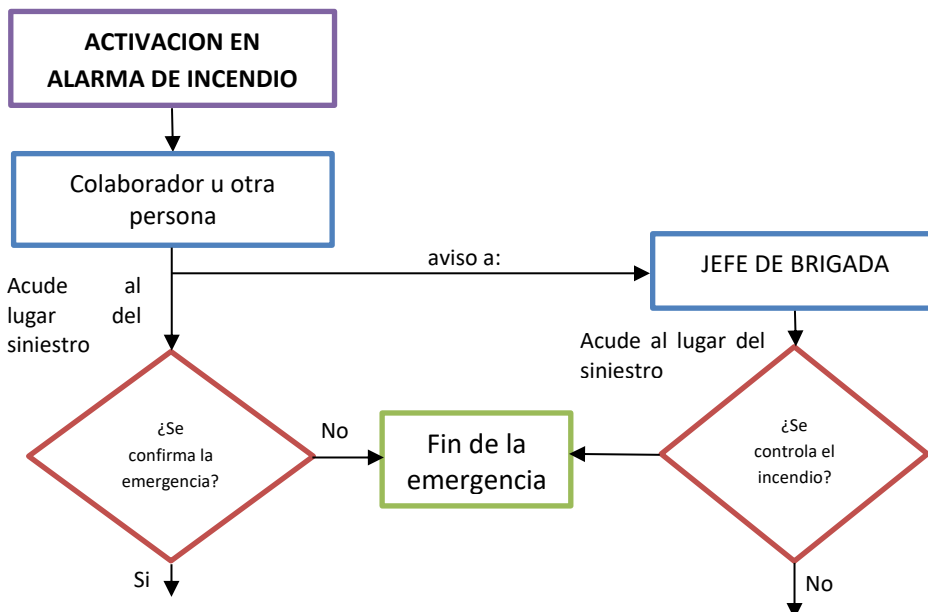 ACTIVACION EN
ALARMA DE INCENDIO
Colaborador u otra
persona
aviso a:
JEFE DE BRIGADA
Acude al
lugar del
siniestro
Acude al lugar del
siniestro
¿Se
confirma la
emergencia?
No
Fin de la
emergencia
¿Se
controla el
incendio?
Si
No